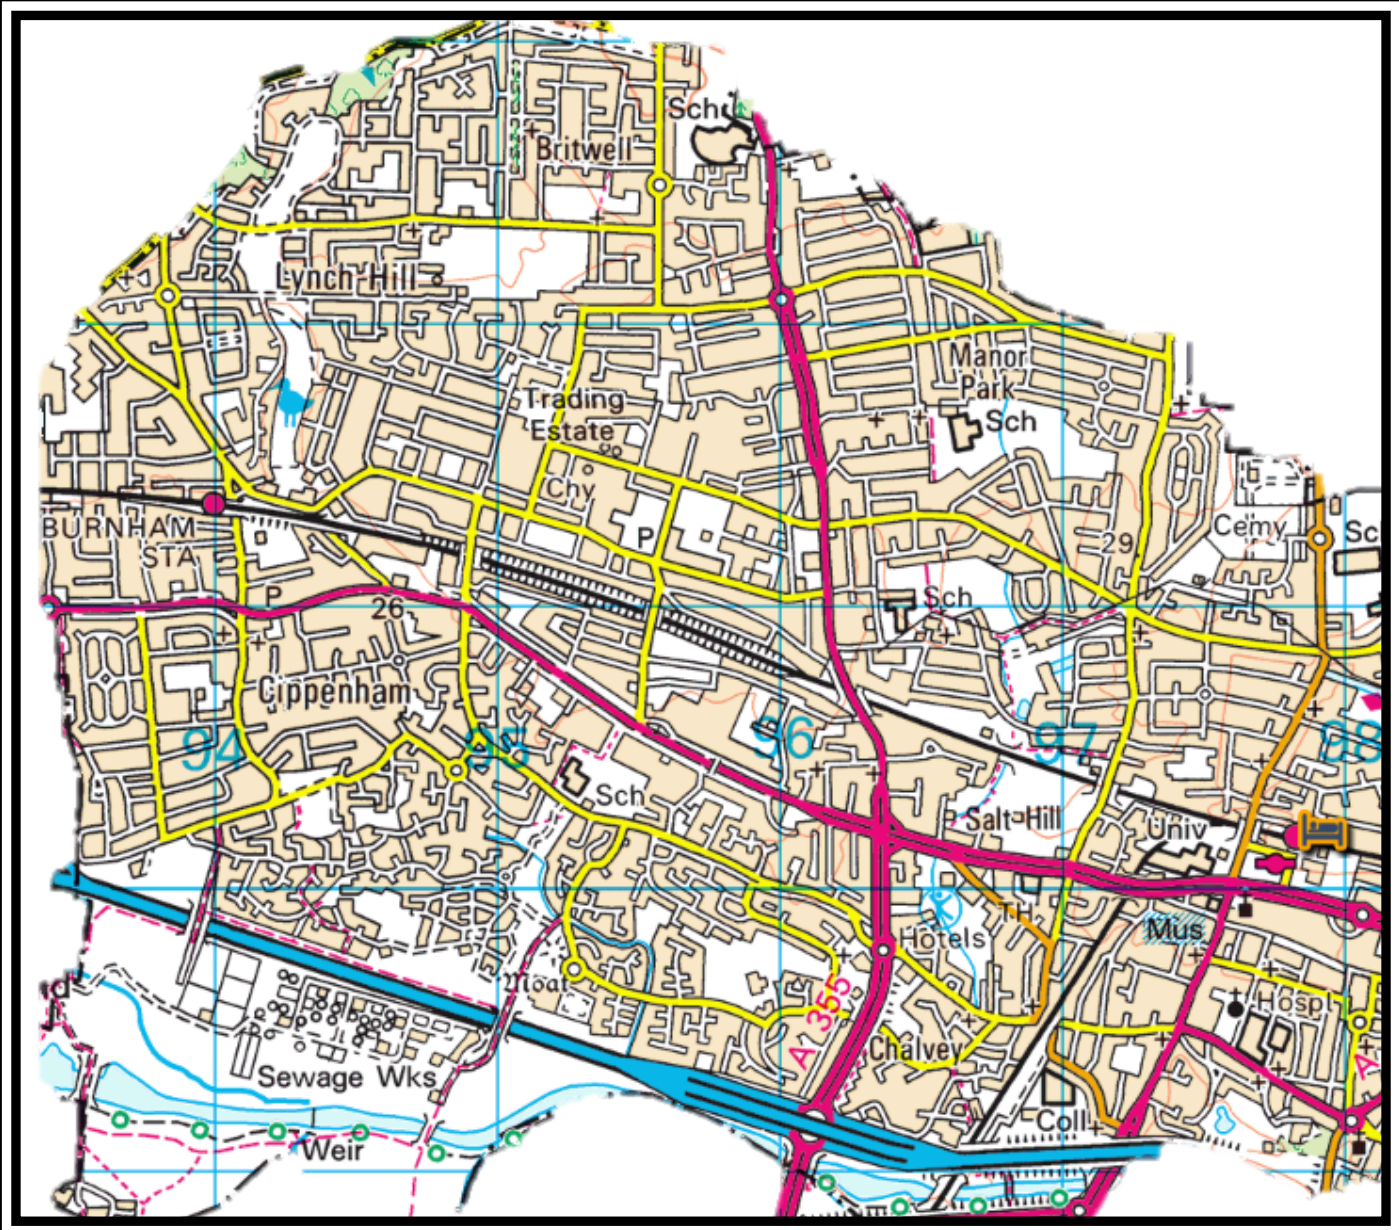 Sch
Britwell
Lynch Hill
Manor
Park
Trading
Estate
Sch
Chy
BURNHAM
STA
P
Cemy
Sc
29
P
26
Sch
Cippenham
94
95
96
97
98
Sch
Salt Hill
Univ
TH
Mus
Hotels
Moat
d
A 355
Hospl
Chalvey
A
Sewage Wks
Coll
Weir